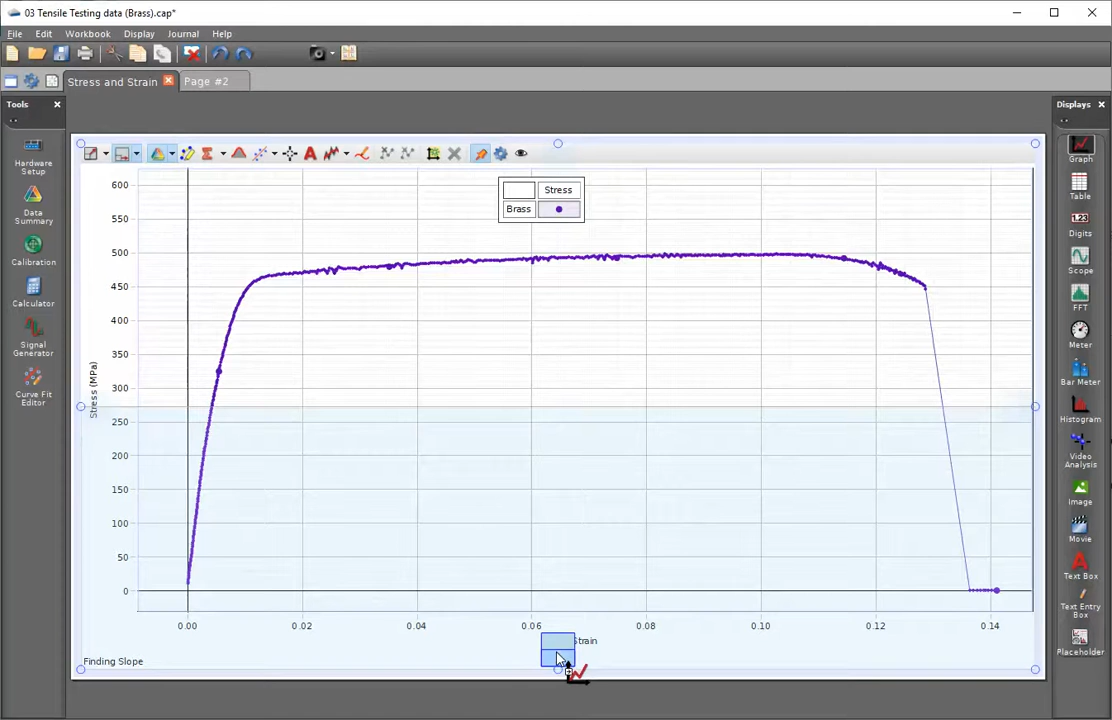 03 Tensile Testing data (Brass).cap*
File Edit Workbook Display Journal Help
Stress and Strain Page #2
Tools
Hardware
Setup
Data
Summary
Calibration
Calculator
Signal
Generator
Curve Fit
Editor
Stress
Brass
Stress (MPa)
600
550
500
450
400
350
300
250
200
150
100
50
0
0.00 0.02 0.04 0.06 0.08 0.10 0.12 0.14
Finding Slope
Displays
Graph
Table
Digits
Scope
FFT
Meter
Bar Meter
Histogram
Video
Analysis
Image
Movie
Text Box
Text Entry
Box
Placeholder